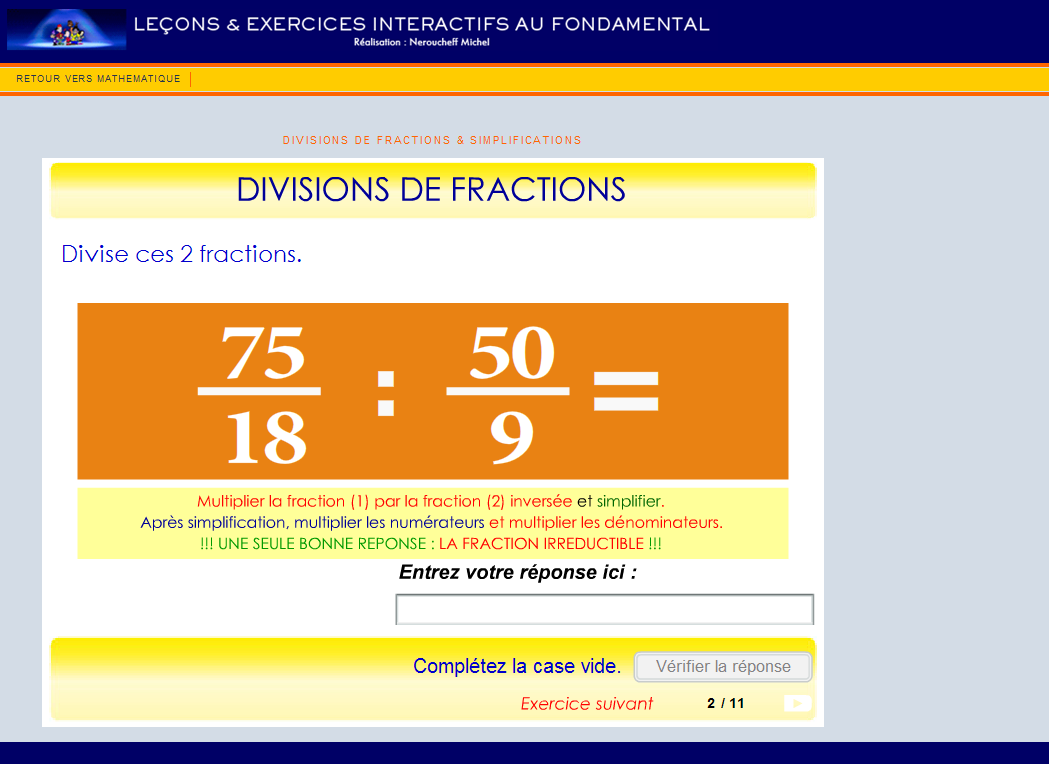 LEÇONS & EXERCICES INTERACTIFS AU FONDAMENTAL
Réalisation : Neroucheff Michel
RETOUR VERS MATHEMATIQUE
DIVISIONS DE FRACTIONS & SIMPLIFICATIONS
DIVISIONS DE FRACTIONS
Divise ces 2 fractions.
75/18 : 50/9 =
Multiplier la fraction (1) par la fraction (2) inversée et simplifier.
Après simplification, multiplier les numérateurs et multiplier les dénominateurs.
!!! UNE SEULE BONNE REPONSE : LA FRACTION IRREDUCTIBLE !!!
Entrez votre réponse ici :
Complétez la case vide. Vérifier la réponse
Exercice suivant 2 / 11